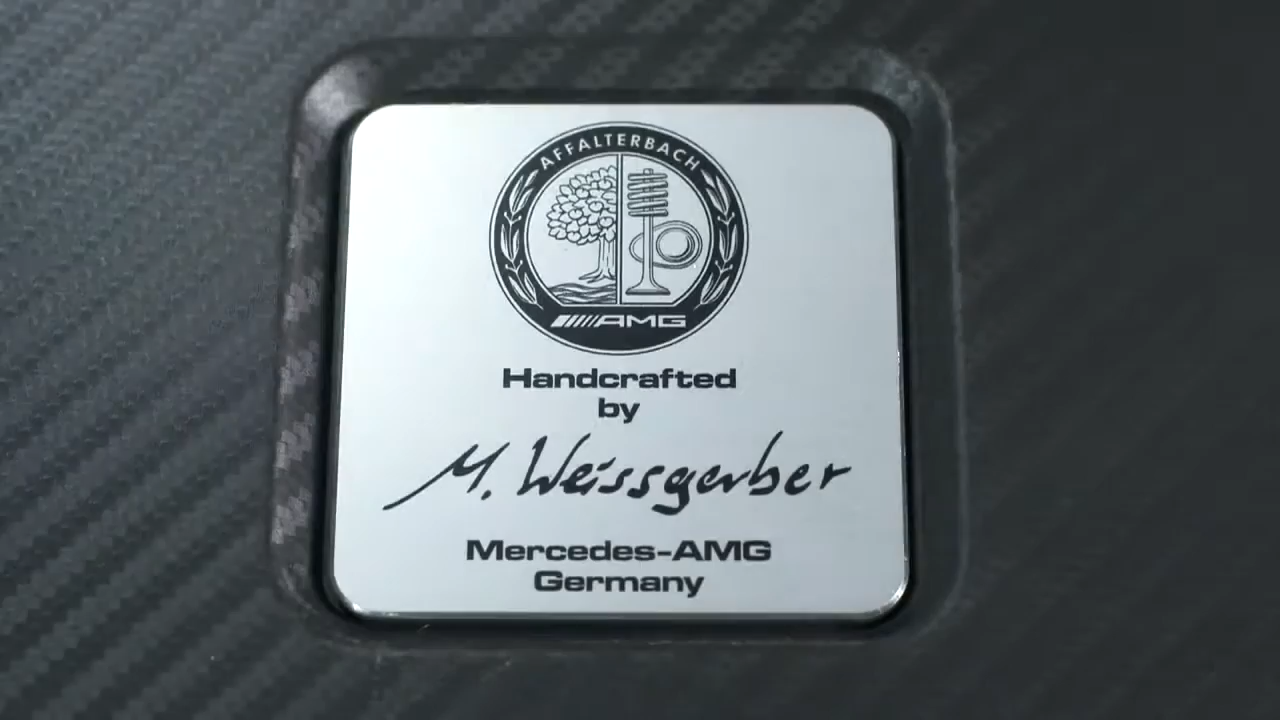 AFFALTERBACH
AMG
Handcrafted
by
M. Weissgerber
Mercedes-AMG
Germany